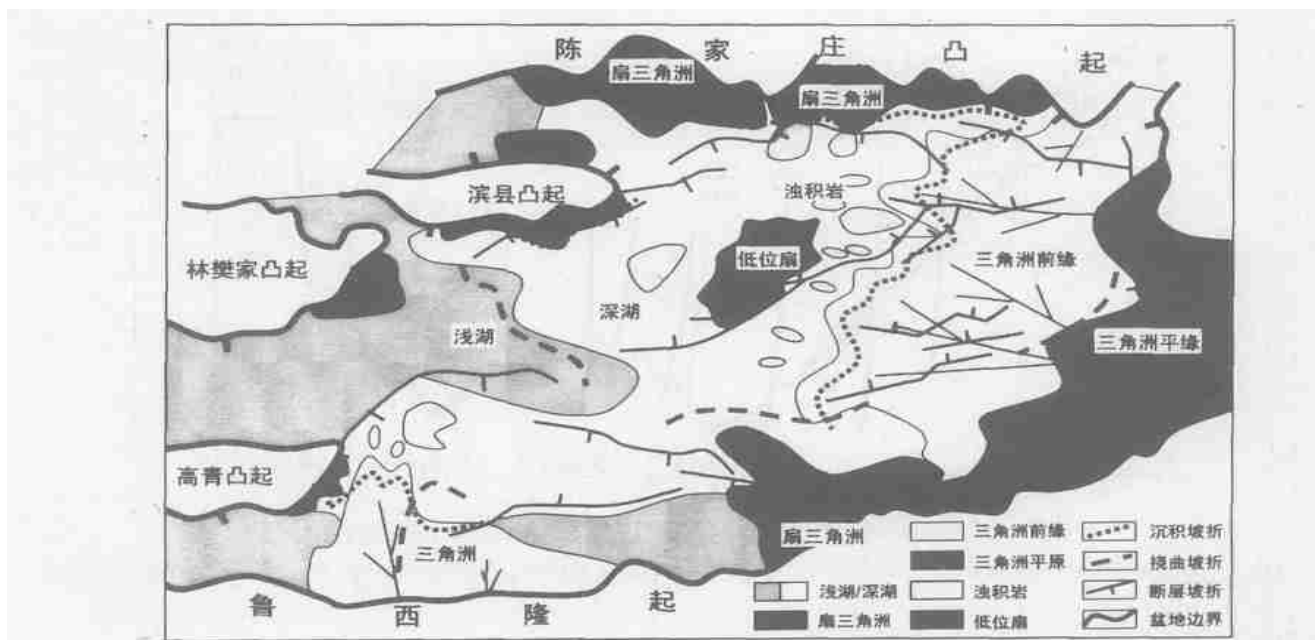 陈家庄凸起
扇三角洲
扇三角洲
滨县凸起
浊积岩
林樊家凸起
低位扇
三角洲前缘
深湖
浅湖
三角洲平缘
高青凸起
三角洲
扇三角洲
鲁西隆起
三角洲前缘
沉积坡折
三角洲平原
挠曲坡折
浅湖/深湖
浊积岩
断层坡折
扇三角洲
低位扇
盆地边界